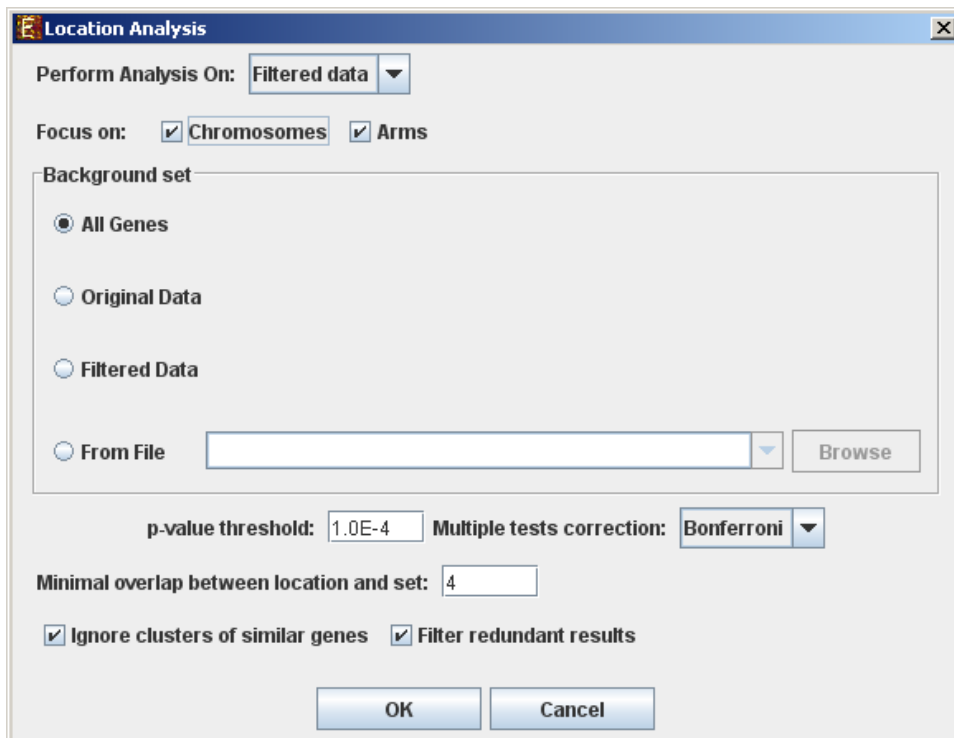 Location Analysis
Perform Analysis On: Filtered data
Focus on: Chromosomes Arms
Background set
All Genes
Original Data
Filtered Data
From File Browse
p-value threshold: 1.0E-4 Multiple tests correction: Bonferroni
Minimal overlap between location and set: 4
Ignore clusters of similar genes Filter redundant results
OK Cancel